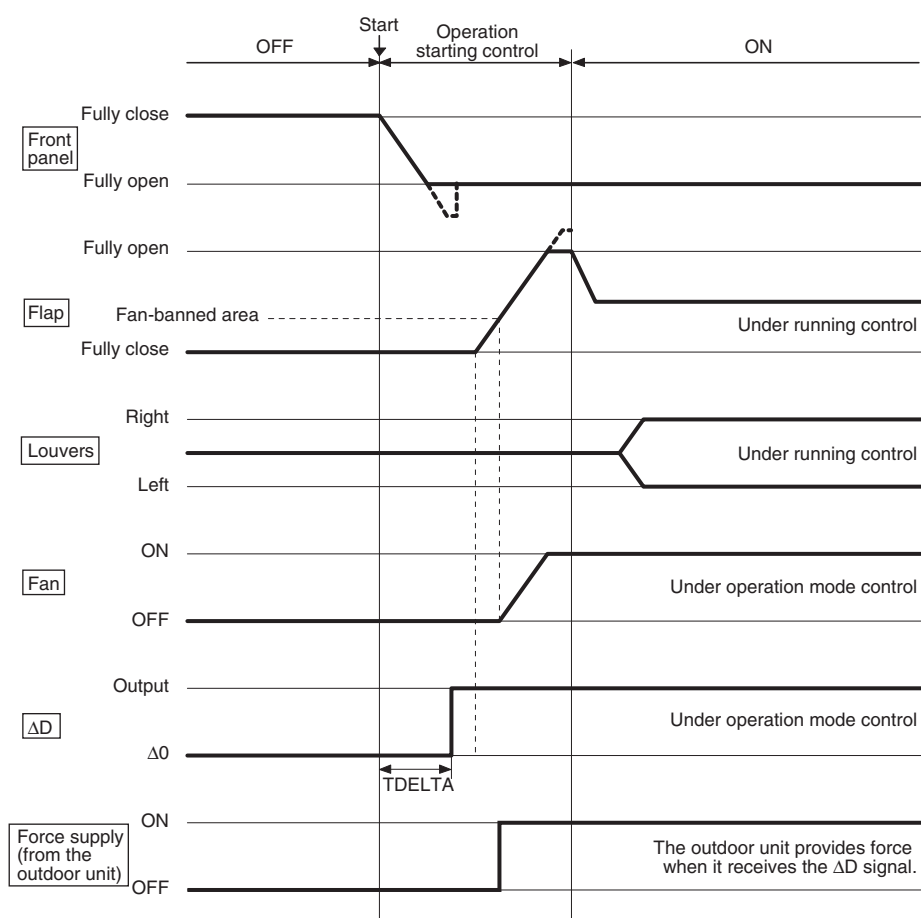 Start
OFF
Operation
starting control
ON
Fully close
Front
panel
Fully open
Fully open
Flap
Fan-banned area
Under running control
Fully close
Right
Louvers
Under running control
Left
ON
Fan
Under operation mode control
OFF
Output
ΔD
Under operation mode control
Δ0
TDELTA
ON
Force supply
(from the
outdoor unit)
The outdoor unit provides force
when it receives the ΔD signal.
OFF